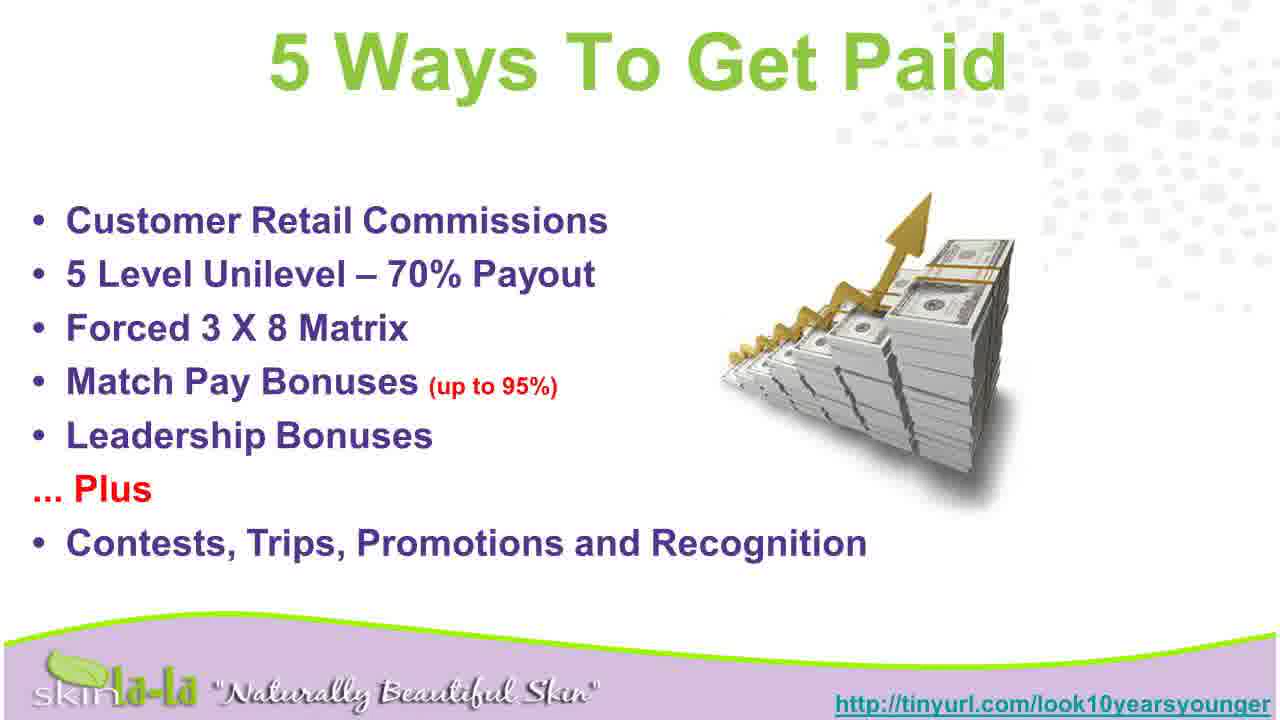 5 Ways To Get Paid
• Customer Retail Commissions
• 5 Level Unilevel – 70% Payout
• Forced 3 X 8 Matrix
• Match Pay Bonuses (up to 95%)
• Leadership Bonuses
... Plus
• Contests, Trips, Promotions and Recognition
skin la-la "Naturally Beautiful Skin"
http://tinyurl.com/look10yearsyounger